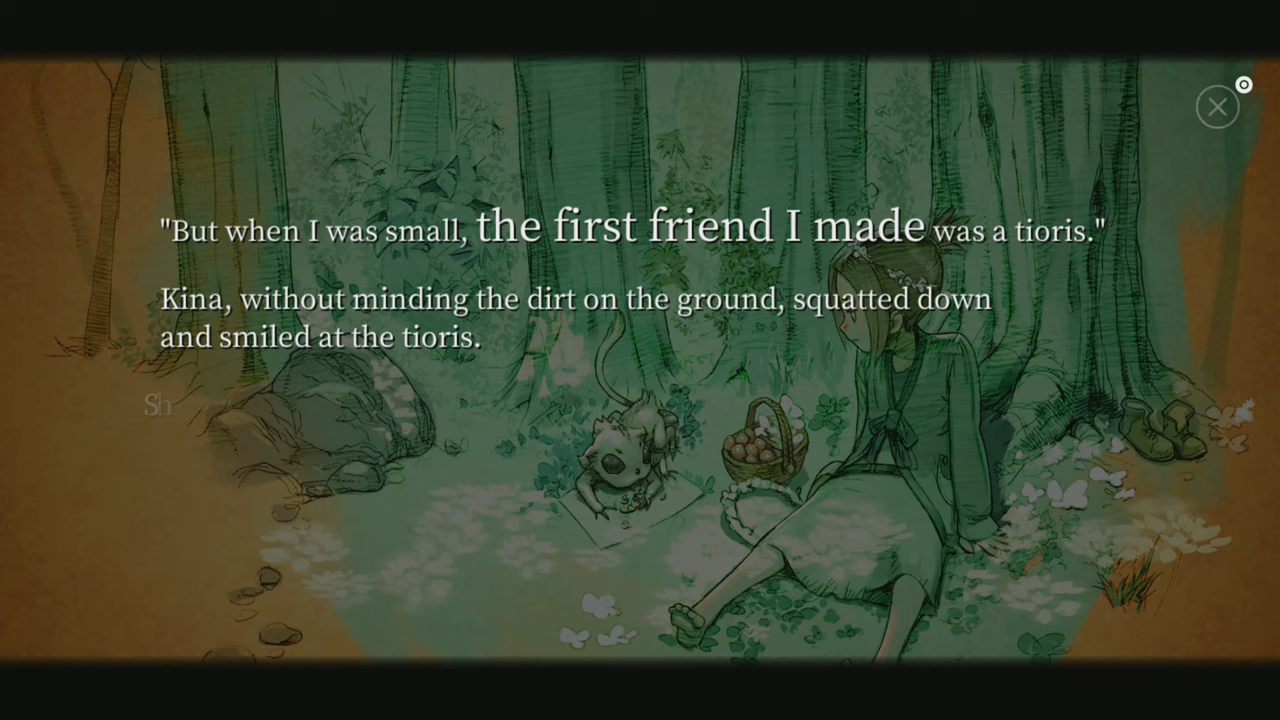 "But when I was small, the first friend I made was a tioris."
Kina, without minding the dirt on the ground, squatted down
and smiled at the tioris.
Sh